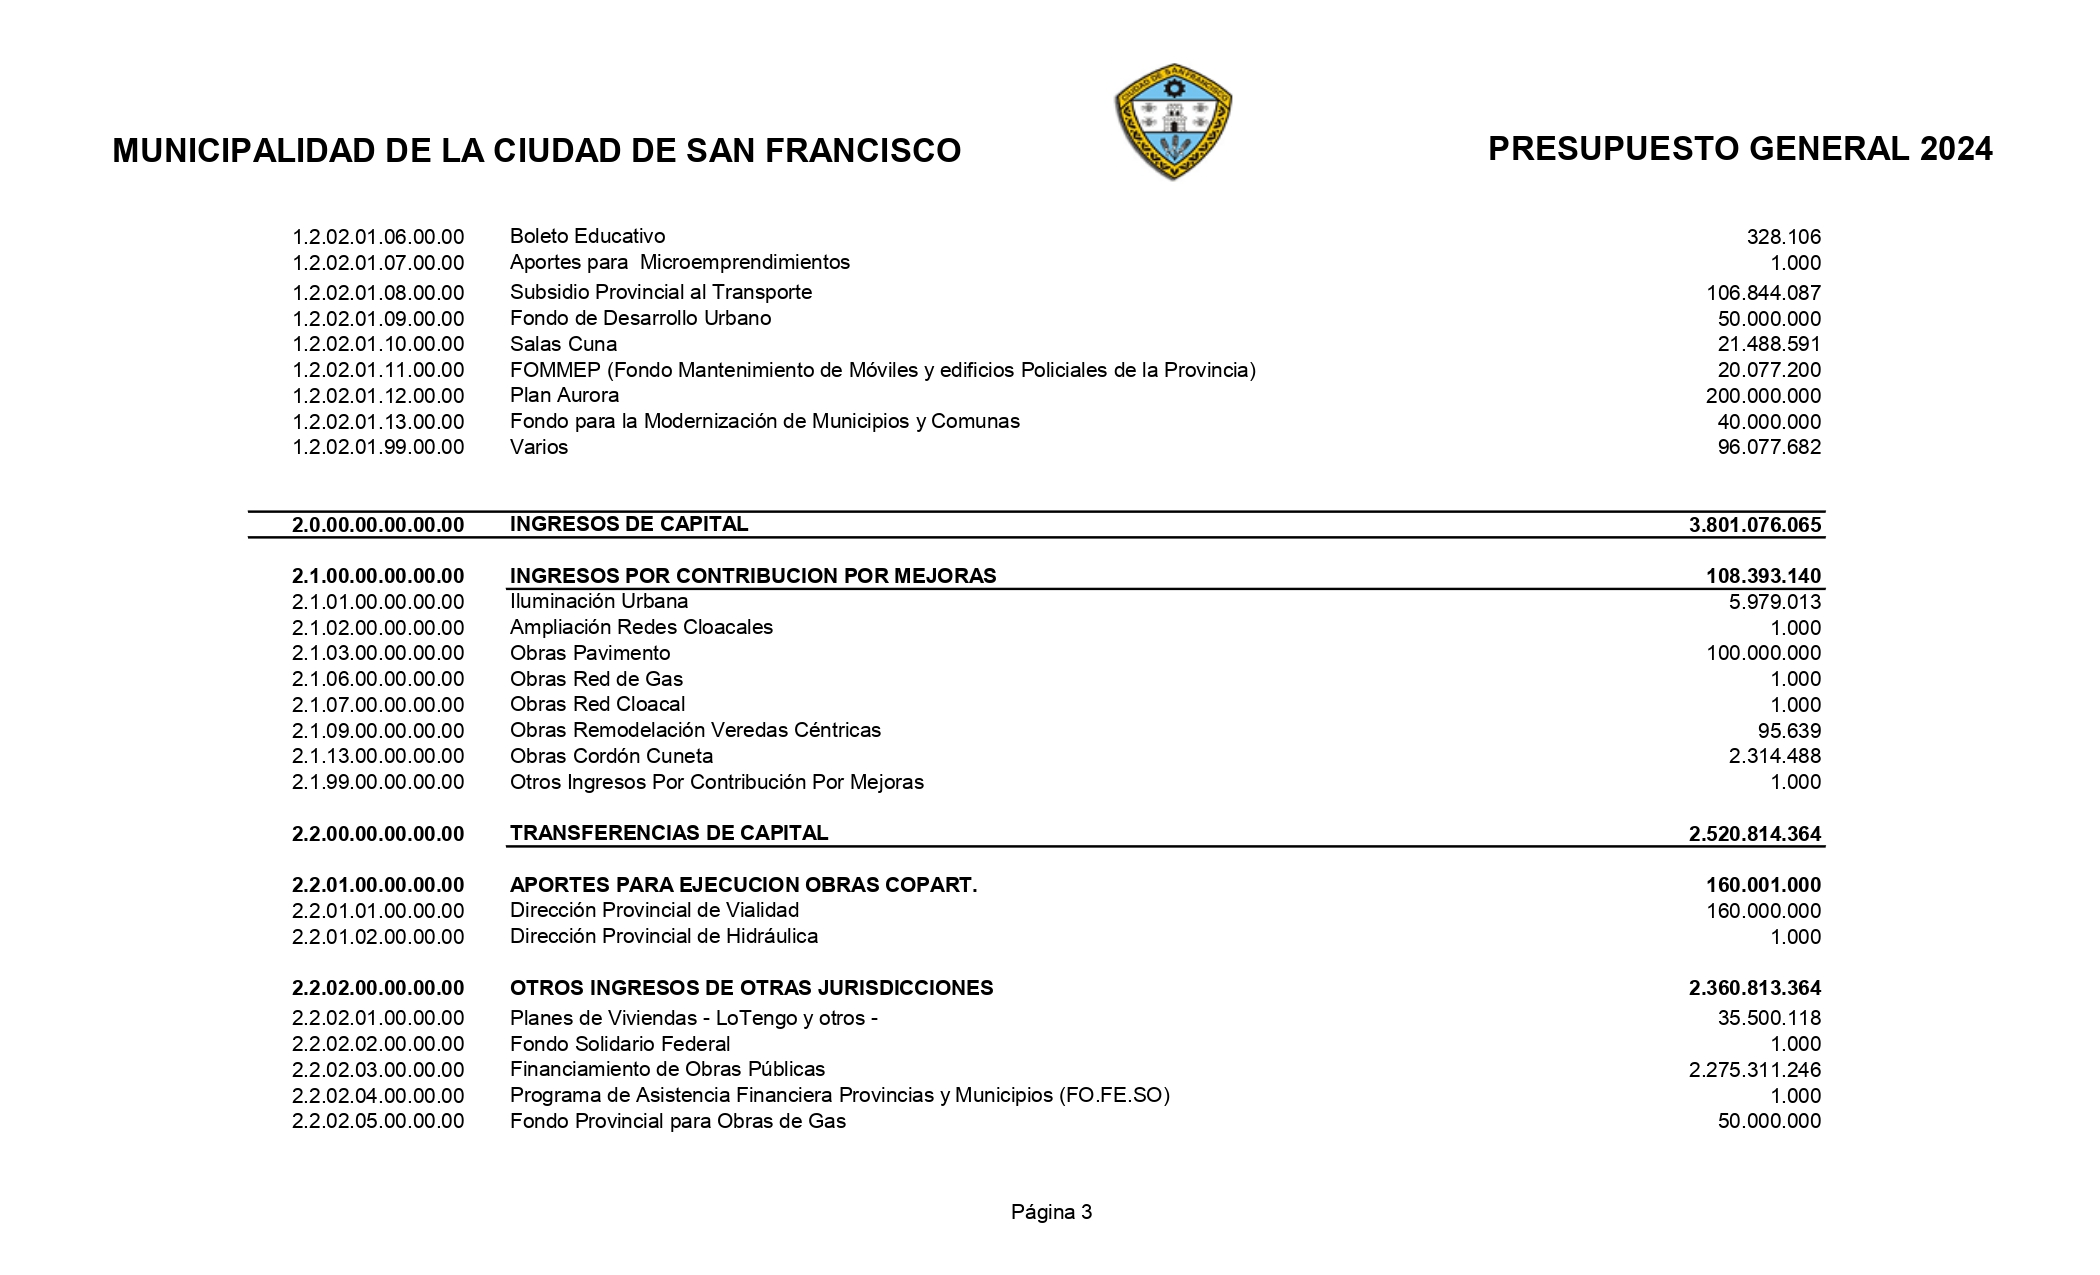 CIUDAD DE SAN FRANCISCO
MUNICIPALIDAD DE LA CIUDAD DE SAN FRANCISCO PRESUPUESTO GENERAL 2024
1.2.02.01.06.00.00 Boleto Educativo 328.106
1.2.02.01.07.00.00 Aportes para Microemprendimientos 1.000
1.2.02.01.08.00.00 Subsidio Provincial al Transporte 106.844.087
1.2.02.01.09.00.00 Fondo de Desarrollo Urbano 50.000.000
1.2.02.01.10.00.00 Salas Cuna 21.488.591
1.2.02.01.11.00.00 FOMMEP (Fondo Mantenimiento de Móviles y edificios Policiales de la Provincia) 20.077.200
1.2.02.01.12.00.00 Plan Aurora 200.000.000
1.2.02.01.13.00.00 Fondo para la Modernización de Municipios y Comunas 40.000.000
1.2.02.01.99.00.00 Varios 96.077.682
2.0.00.00.00.00.00 INGRESOS DE CAPITAL 3.801.076.065
2.1.00.00.00.00.00 INGRESOS POR CONTRIBUCION POR MEJORAS 108.393.140
2.1.01.00.00.00.00 Iluminación Urbana 5.979.013
2.1.02.00.00.00.00 Ampliación Redes Cloacales 1.000
2.1.03.00.00.00.00 Obras Pavimento 100.000.000
2.1.06.00.00.00.00 Obras Red de Gas 1.000
2.1.07.00.00.00.00 Obras Red Cloacal 1.000
2.1.09.00.00.00.00 Obras Remodelación Veredas Céntricas 95.639
2.1.13.00.00.00.00 Obras Cordón Cuneta 2.314.488
2.1.99.00.00.00.00 Otros Ingresos Por Contribución Por Mejoras 1.000
2.2.00.00.00.00.00 TRANSFERENCIAS DE CAPITAL 2.520.814.364
2.2.01.00.00.00.00 APORTES PARA EJECUCION OBRAS COPART. 160.001.000
2.2.01.01.00.00.00 Dirección Provincial de Vialidad 160.000.000
2.2.01.02.00.00.00 Dirección Provincial de Hidráulica 1.000
2.2.02.00.00.00.00 OTROS INGRESOS DE OTRAS JURISDICCIONES 2.360.813.364
2.2.02.01.00.00.00 Planes de Viviendas - LoTengo y otros - 35.500.118
2.2.02.02.00.00.00 Fondo Solidario Federal 1.000
2.2.02.03.00.00.00 Financiamiento de Obras Públicas 2.275.311.246
2.2.02.04.00.00.00 Programa de Asistencia Financiera Provincias y Municipios (FO.FE.SO) 1.000
2.2.02.05.00.00.00 Fondo Provincial para Obras de Gas 50.000.000
Página 3